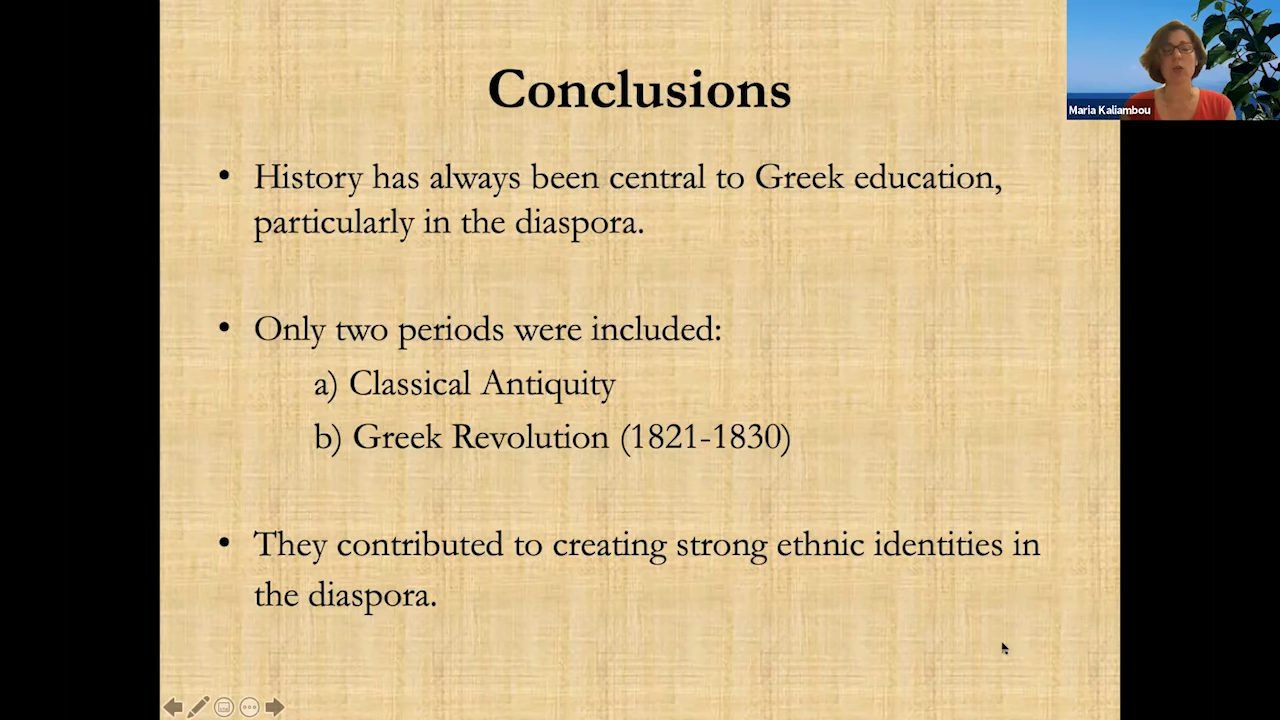 Conclusions
Maria Kaliambou
• History has always been central to Greek education,
particularly in the diaspora.
• Only two periods were included:
a) Classical Antiquity
b) Greek Revolution (1821-1830)
• They contributed to creating strong ethnic identities in
the diaspora.